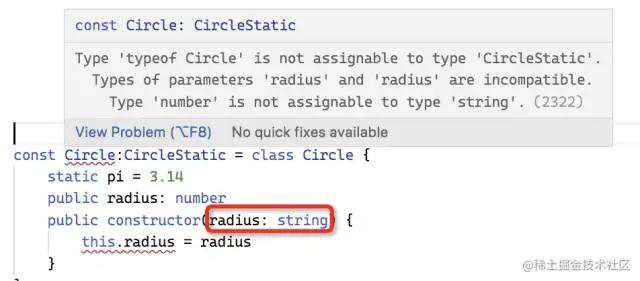 const Circle: CircleStatic
Type 'typeof Circle' is not assignable to type 'CircleStatic'.
Types of parameters 'radius' and 'radius' are incompatible.
Type 'number' is not assignable to type 'string'. (2322)
View Problem (⌥F8) No quick fixes available
const Circle:CircleStatic = class Circle {
static pi = 3.14
public radius: number
public constructor(radius: string) {
this.radius = radius
}
@稀土掘金技术社区